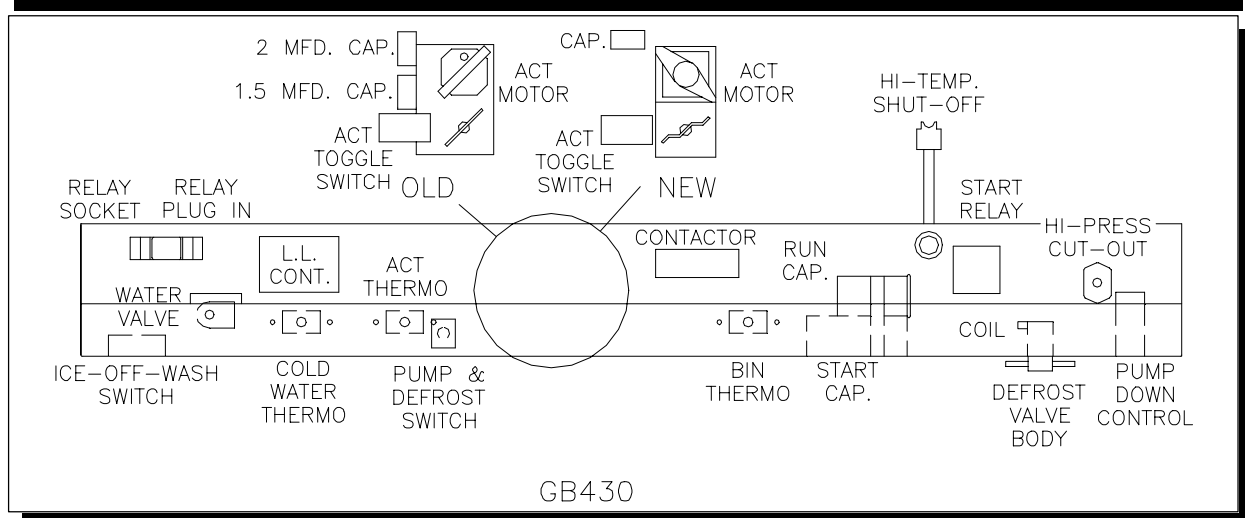 2 MFD. CAP.
1.5 MFD. CAP.
ACT
MOTOR
ACT
TOGGLE
SWITCH
OLD
CAP.
ACT
MOTOR
ACT
TOGGLE
SWITCH
NEW
HI-TEMP.
SHUT-OFF
RELAY
SOCKET
RELAY
PLUG IN
START
RELAY
L.L.
CONT.
ACT
THERMO
CONTACTOR
RUN
CAP.
HI-PRESS
CUT-OUT
WATER
VALVE
COIL
ICE-OFF-WASH
SWITCH
COLD
WATER
THERMO
PUMP &
DEFROST
SWITCH
BIN
THERMO
START
CAP.
DEFROST
VALVE
BODY
PUMP
DOWN
CONTROL
GB430